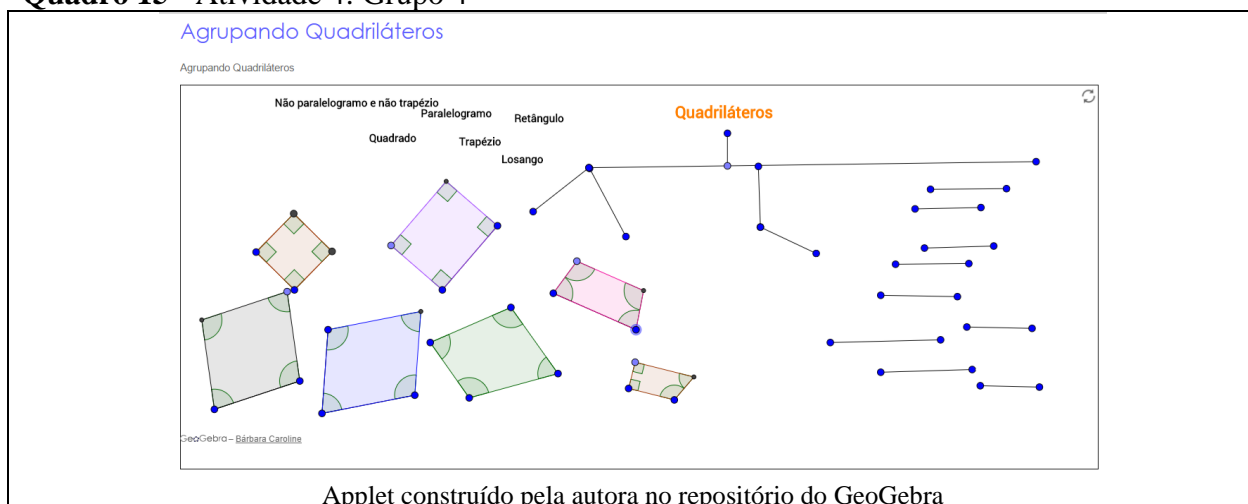 Quadro 13 - Atividade 4: Grupo 4
Agrupando Quadriláteros
Agrupando Quadriláteros
Não paralelogramo e não trapézio
Paralelogramo
Retângulo
Quadriláteros
Quadrado
Trapézio
Losango
GeoGebra – Bárbara Caroline
Applet construído pela autora no repositório do GeoGebra